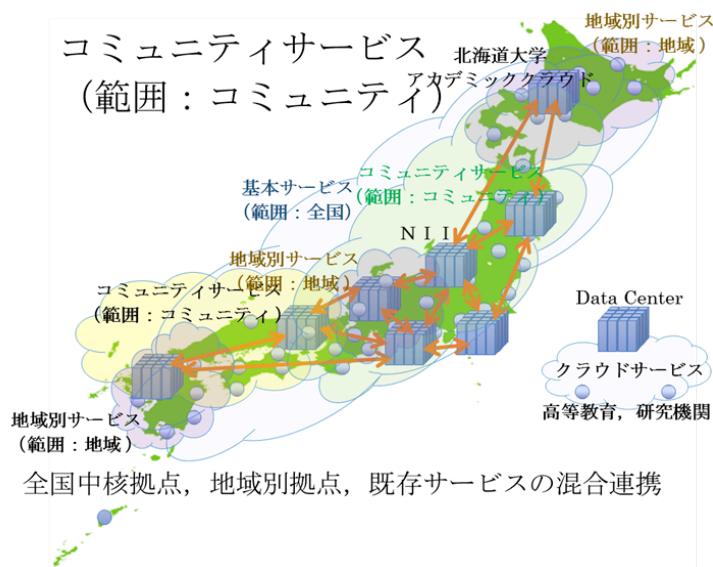 コミュニティサービス
（範囲：コミュニティ）
地域別サービス
（範囲：地域）
北海道大学
アカデミッククラウド
コミュニティサービス
（範囲：コミュニティ）
基本サービス
（範囲：全国）
ＮＩＩ
地域別サービス
（範囲：地域）
コミュニティサービス
（範囲：コミュニティ）
Data Center
クラウドサービス
高等教育，研究機関
地域別サービス
（範囲：地域）
全国中核拠点，地域別拠点，既存サービスの混合連携